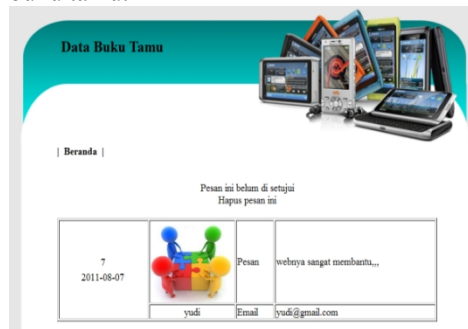 Data Buku Tamu
| Beranda |
Pesan ini belum di setujui
Hapus pesan ini
7
2011-08-07
Pesan
webnya sangat membantu,,,
yudi
Email
yudi@gmail.com